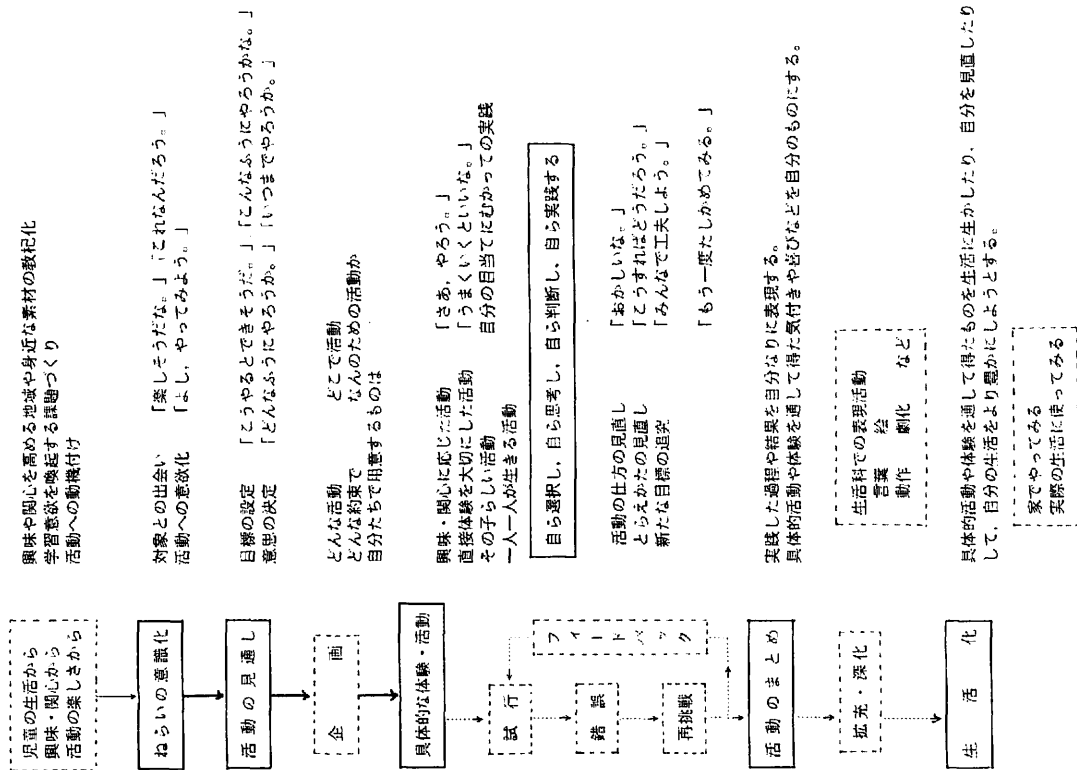 児童の生活から
興味・関心から
活動の楽しさから
興味や関心を高める地域や身近な素材の教材化
学習意欲を喚起する課題づくり
活動への動機付け
ねらいの意識化
対象との出会い 「楽しそうだな。」「これなんだろう。」
活動への意欲化 「よし，やってみよう。」
活動の見通し
目標の設定 「こうやるとできそうだ。」「こんなふうにやろうかな。」
意思の決定 「どんなふうにやろうか。」「いつまでやろうか。」
企画
どんな活動 どこで活動
どんな約束で なんのための活動か
自分たちで用意するものは
具体的な体験・活動
興味・関心に応じた活動 「さあ，やろう。」
直接体験を大切にした活動 「うまくいくといいな。」
その子らしい活動 自分の目当てにむかっての実践
一人一人が生きる活動
自ら選択し，自ら思考し，自ら判断し，自ら実践する
試行
錯誤
再挑戦
フィードバック
活動の仕方の見直し 「おかしいな。」
とらえかたの見直し 「こうすればどうだろう。」
新たな目標の追究 「みんなで工夫しよう。」
「もう一度たしかめてみる。」
活動のまとめ
実践した過程や結果を自分なりに表現する。
具体的活動や体験を通して得た気付きや喜びなどを自分のものにする。
拡充・深化
生活科での表現活動
言葉 絵
動作 劇化 など
生活化
具体的活動や体験を通して得たものを生活に生かしたり，自分を見直したり
して，自分の生活をより豊かにしようとする。
家でやってみる
実際の生活に使ってみる